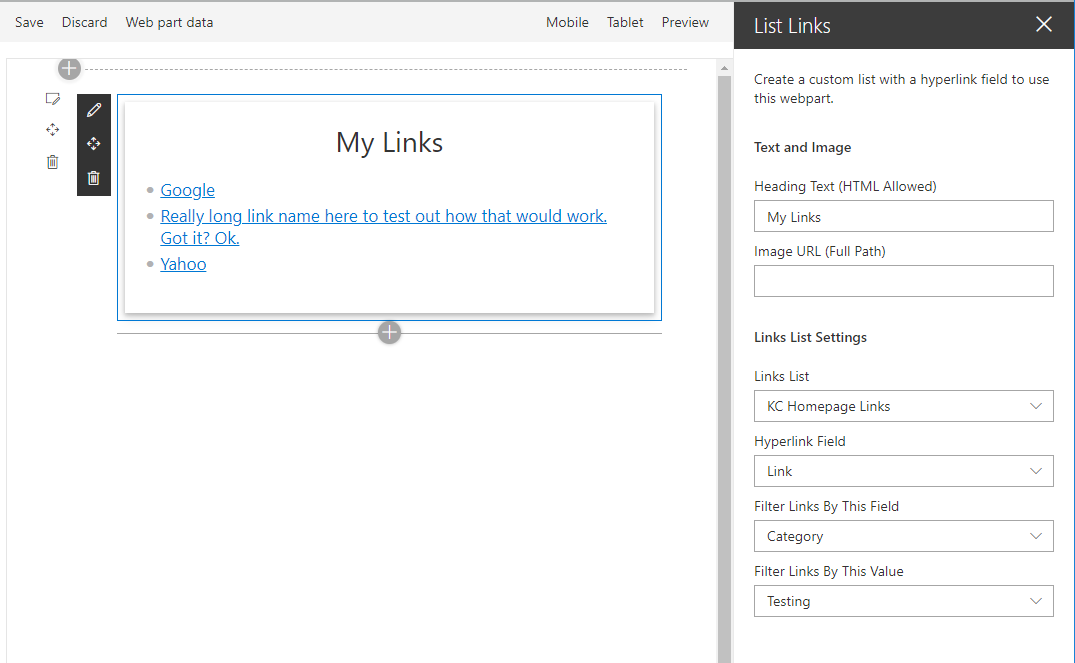 Save Discard Web part data Mobile Tablet Preview
My Links
Google
Really long link name here to test out how that would work.
Got it? Ok.
Yahoo
List Links
Create a custom list with a hyperlink field to use
this webpart.
Text and Image
Heading Text (HTML Allowed)
My Links
Image URL (Full Path)
Links List Settings
Links List
KC Homepage Links
Hyperlink Field
Link
Filter Links By This Field
Category
Filter Links By This Value
Testing